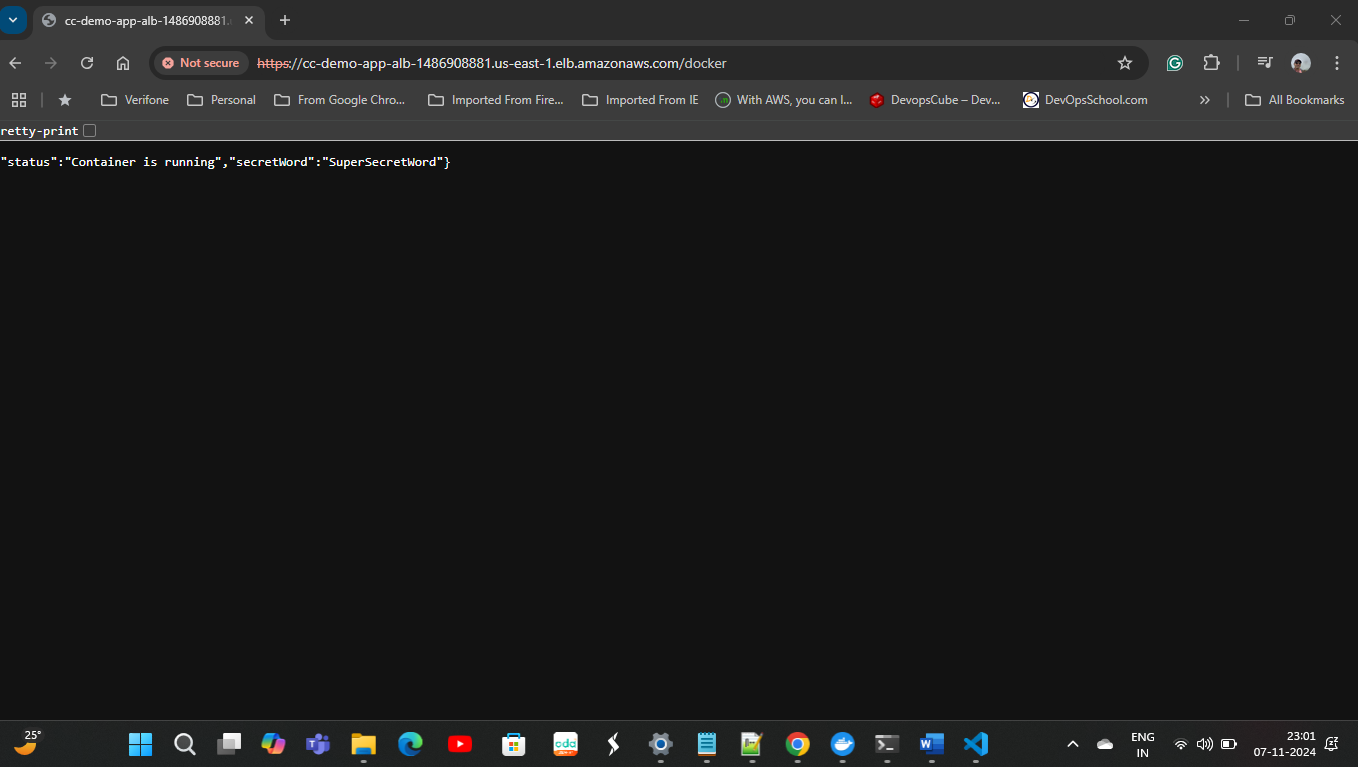 cc-demo-app-alb-1486908881.
Not secure https://cc-demo-app-alb-1486908881.us-east-1.elb.amazonaws.com/docker
Verifone Personal From Google Chro... Imported From Fire... Imported From IE With AWS, you can l... DevopsCube – Dev... DevOpsSchool.com » All Bookmarks
retty-print
"status":"Container is running","secretWord":"SuperSecretWord"}
25°
ENG
IN
23:01
07-11-2024